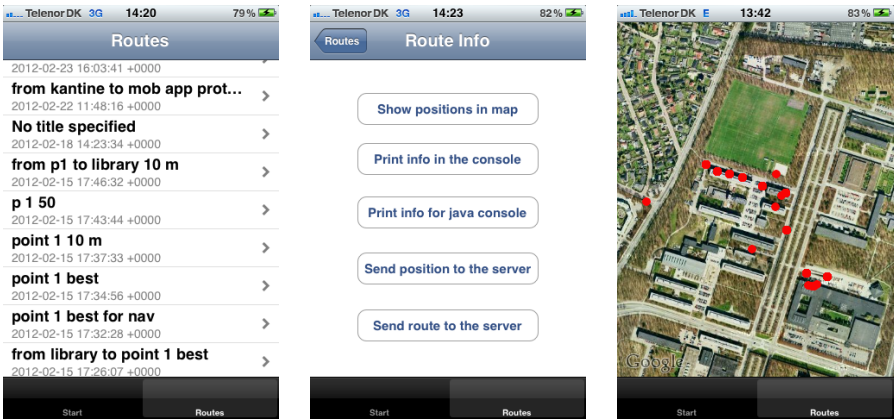 Telenor DK 3G 14:20 79%
Routes
2012-02-23 16:03:41 +0000
from kantine to mob app prot...
2012-02-22 11:48:16 +0000
No title specified
2012-02-18 14:23:34 +0000
from p1 to library 10 m
2012-02-15 17:46:32 +0000
p 1 50
2012-02-15 17:43:44 +0000
point 1 10 m
2012-02-15 17:37:33 +0000
point 1 best
2012-02-15 17:34:56 +0000
point 1 best for nav
2012-02-15 17:32:28 +0000
from library to point 1 best
2012-02-15 17:26:07 +0000
Start Routes
Telenor DK 3G 14:23 82%
Routes Route Info
Show positions in map
Print info in the console
Print info for java console
Send position to the server
Send route to the server
Start Routes
Telenor DK E 13:42 83%
Google
Start Routes